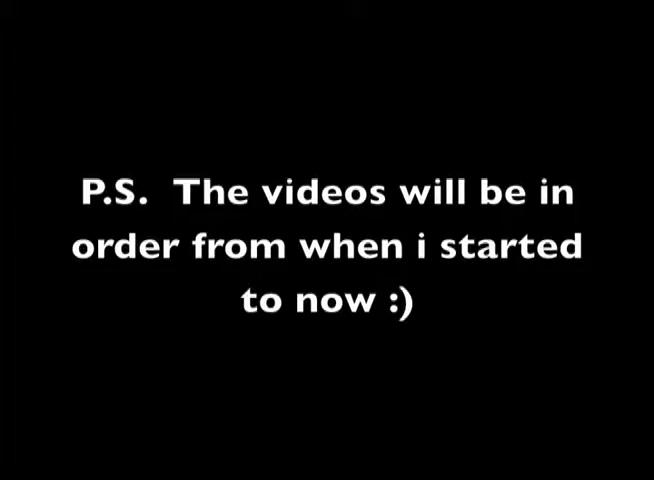 P.S.  The videos will be in
order from when i started
to now :)